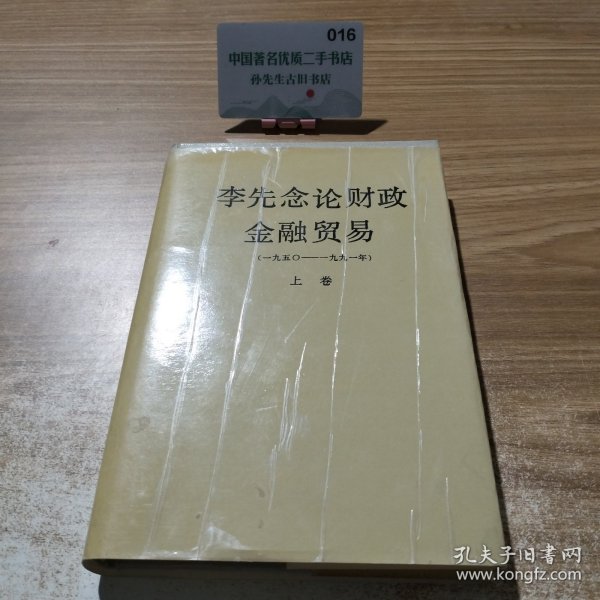 016
中国著名优质二手书店
孙先生古旧书店
李先念论财政
金融贸易
(一九五〇——一九九一年)
上 卷
孔夫子旧书网
www.kongfz.com